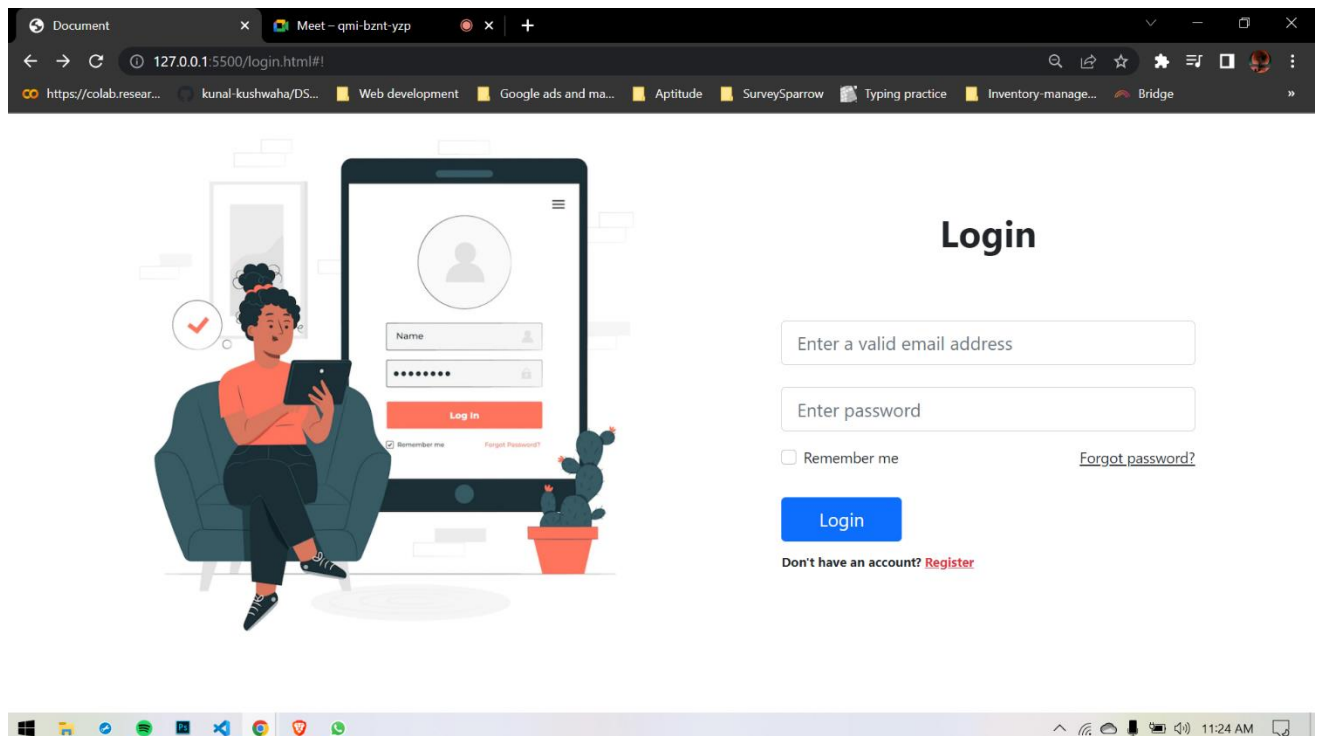 Document
Meet – qmi-bznt-yzp
127.0.0.1:5500/login.html#!
https://colab.resear... kunal-kushwaha/DS... Web development Google ads and ma... Aptitude SurveySparrow Typing practice Inventory-manage... Bridge »
Login
Name
Log In
Remember me Forgot Password?
Enter a valid email address
Enter password
Remember me Forgot password?
Login
Don't have an account? Register
Ps
11:24 AM